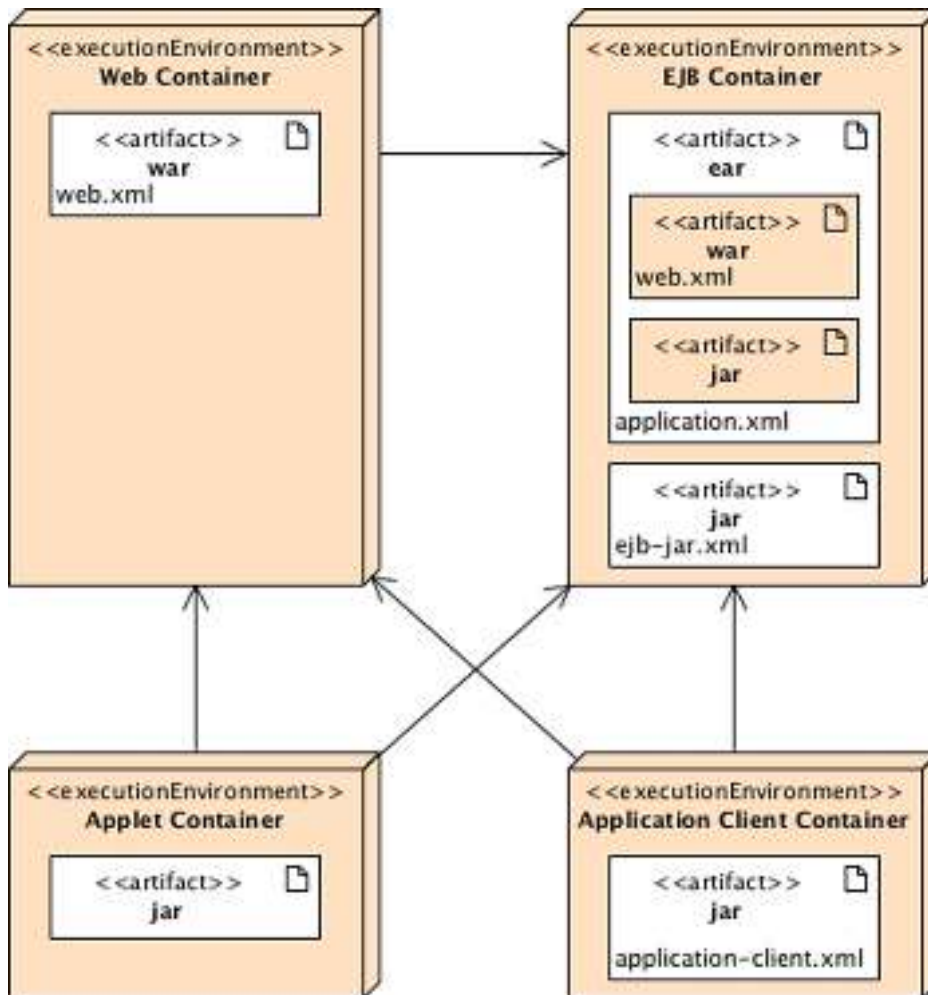 <<executionEnvironment>>
Web Container
<<artifact>>
war
web.xml
<<executionEnvironment>>
EJB Container
<<artifact>>
ear
<<artifact>>
war
web.xml
<<artifact>>
jar
application.xml
<<artifact>>
jar
ejb-jar.xml
<<executionEnvironment>>
Applet Container
<<artifact>>
jar
<<executionEnvironment>>
Application Client Container
<<artifact>>
jar
application-client.xml